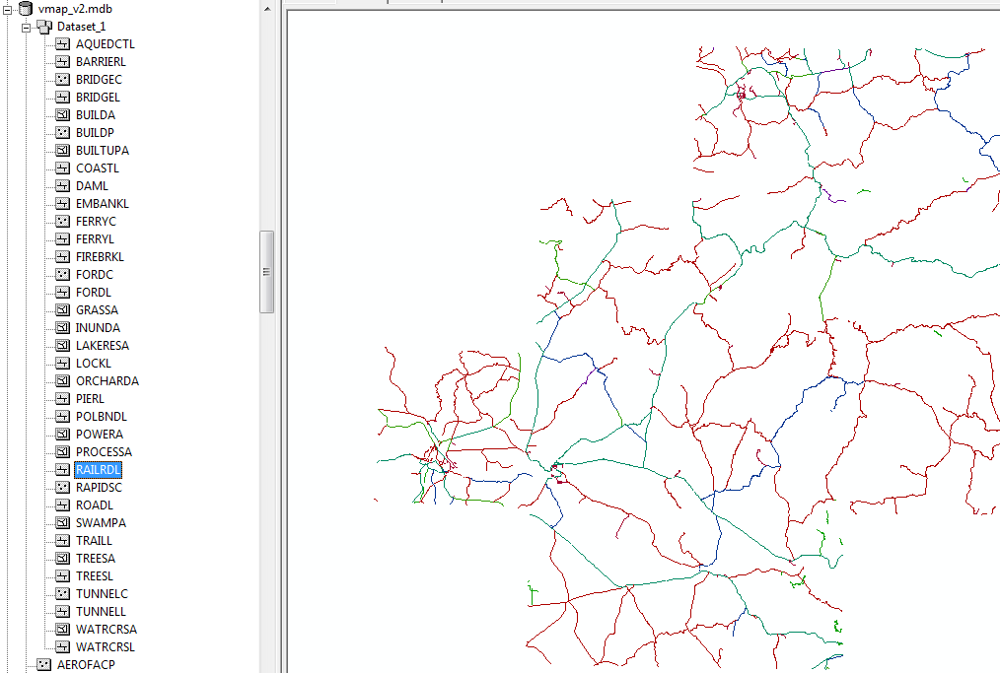 vmap_v2.mdb
Dataset_1
AQUEDCTL
BARRIERL
BRIDGEC
BRIDGEL
BUILDA
BUILDP
BUILTUPA
COASTL
DAML
EMBANKL
FERRYC
FERRYL
FIREBRKL
FORDC
FORDL
GRASSA
INUNDA
LAKERESA
LOCKL
ORCHARDA
PIERL
POLBNDL
POWERA
PROCESSA
RAILRDL
RAPIDSC
ROADL
SWAMPA
TRAILL
TREESA
TREESL
TUNNELC
TUNNELL
WATRCRSA
WATRCRSL
AEROFACP